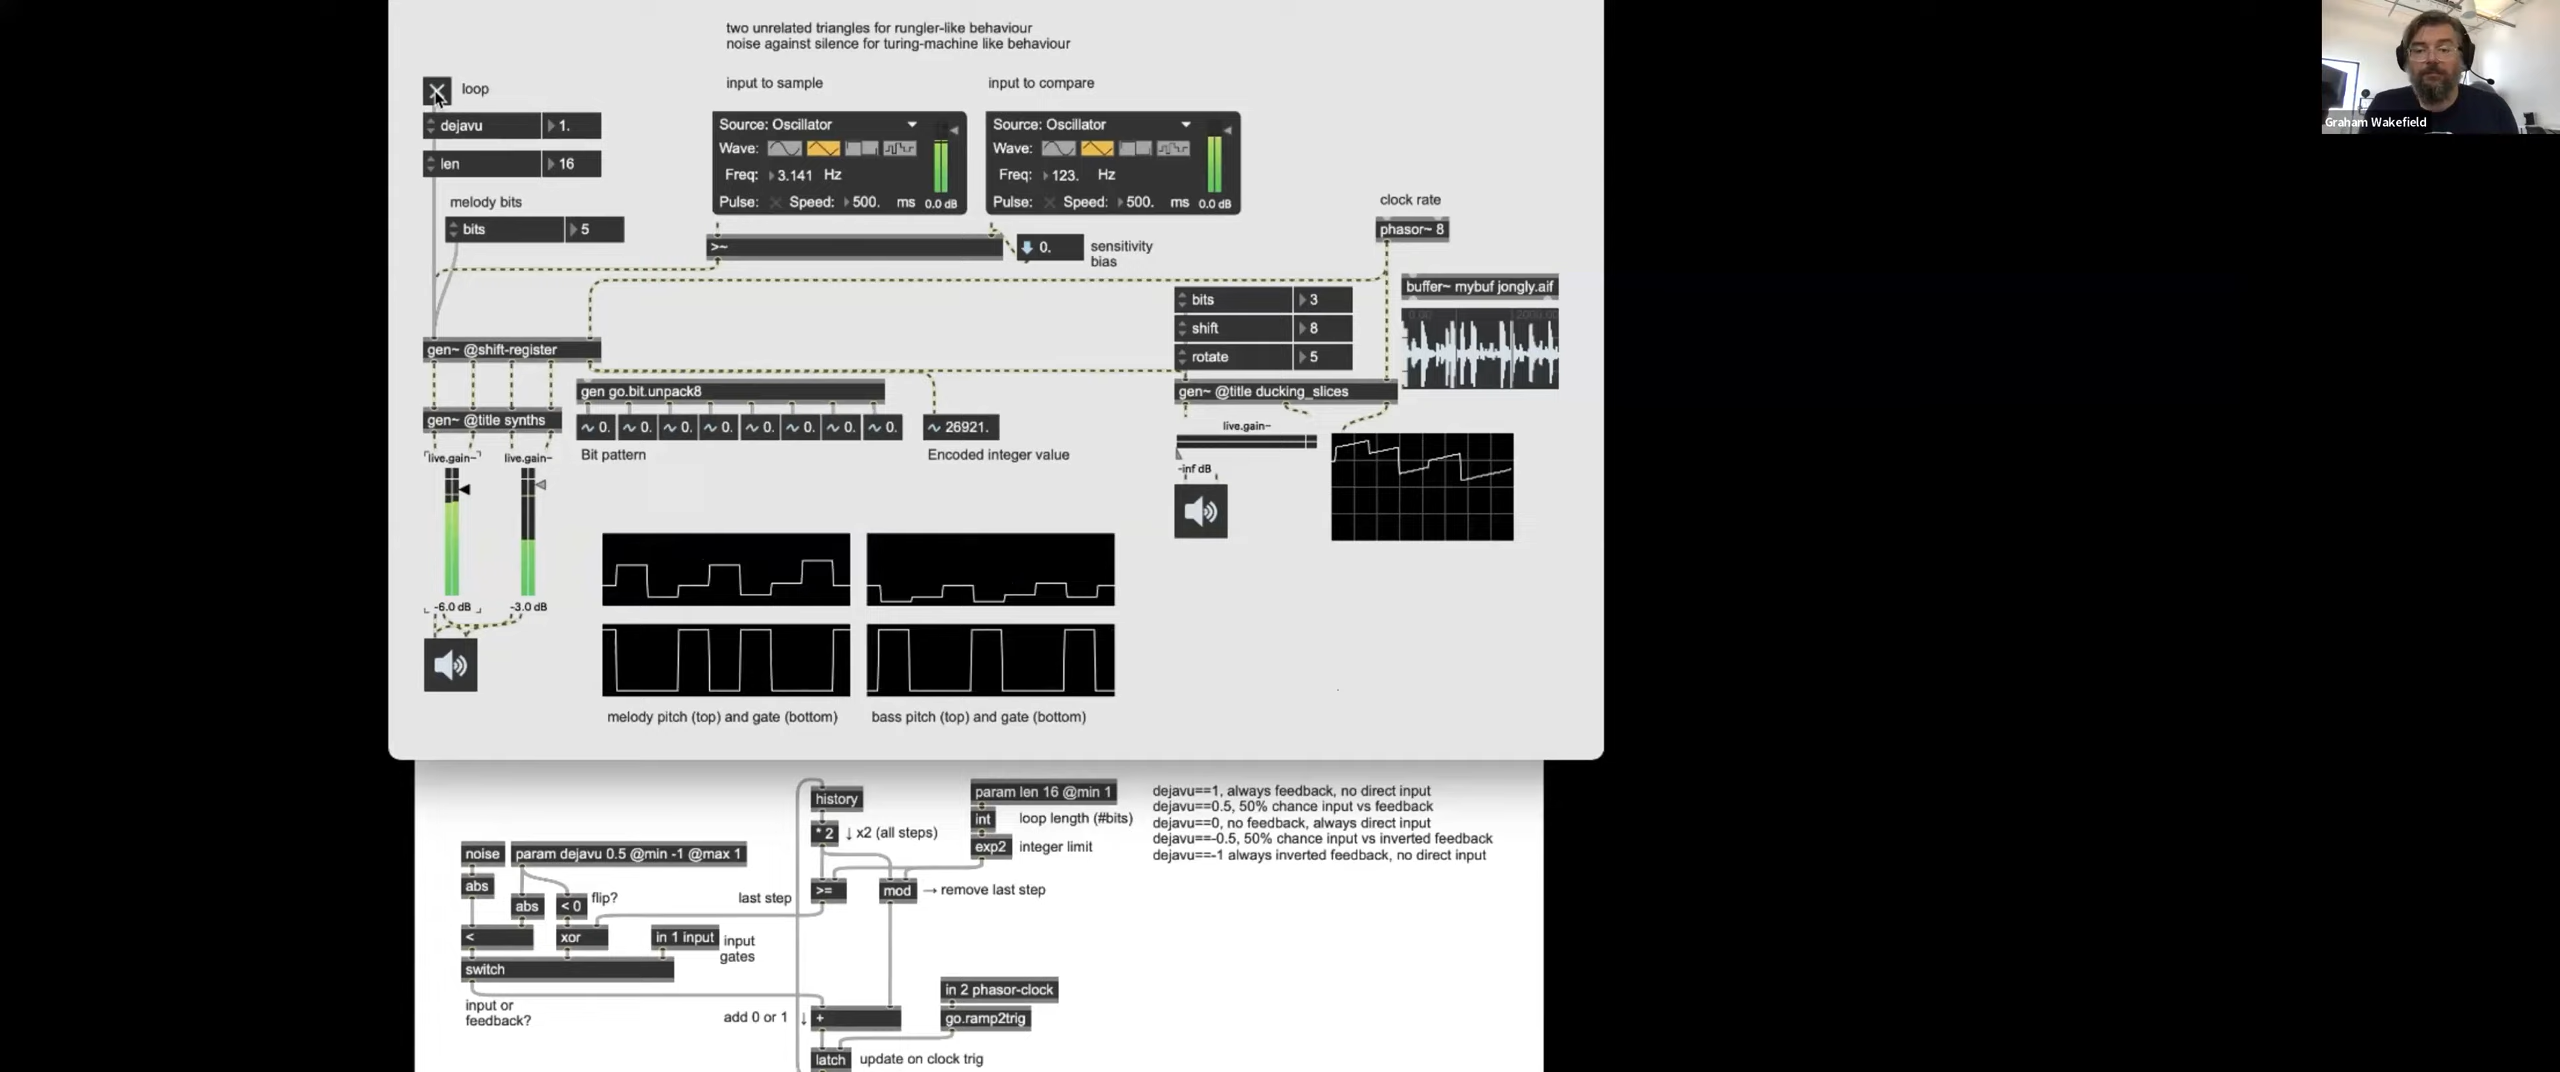 two unrelated triangles for rungler-like behaviour
noise against silence for turing-machine like behaviour
loop
dejavu 1.
len 16
melody bits
bits 5
input to sample
Source: Oscillator
Wave:
Freq: 3.141 Hz
Pulse: Speed: 500. ms 0.0 dB
input to compare
Source: Oscillator
Wave:
Freq: 123. Hz
Pulse: Speed: 500. ms 0.0 dB
>~
0.
sensitivity
bias
clock rate
phasor~ 8
buffer~ mybuf jongly.aif
0.00
bits 3
shift 8
rotate 5
gen~ @shift-register
gen go.bit.unpack8
gen~ @title ducking_slices
gen~ @title synths
0. 0. 0. 0. 0. 0. 0. 0.
26921.
Bit pattern
Encoded integer value
live.gain~
live.gain~
live.gain~
-inf dB
-6.0 dB
-3.0 dB
melody pitch (top) and gate (bottom)
bass pitch (top) and gate (bottom)
history
* 2
↓ x2 (all steps)
param len 16 @min 1
int
loop length (#bits)
exp2
integer limit
dejavu==1, always feedback, no direct input
dejavu==0.5, 50% chance input vs feedback
dejavu==0, no feedback, always direct input
dejavu==-0.5, 50% chance input vs inverted feedback
dejavu==-1 always inverted feedback, no direct input
noise
param dejavu 0.5 @min -1 @max 1
abs
abs
< 0
flip?
last step
>=
mod
→ remove last step
<
xor
in 1 input
input
gates
switch
input or
feedback?
add 0 or 1 ↓
+
in 2 phasor-clock
go.ramp2trig
latch
update on clock trig
Graham Wakefield